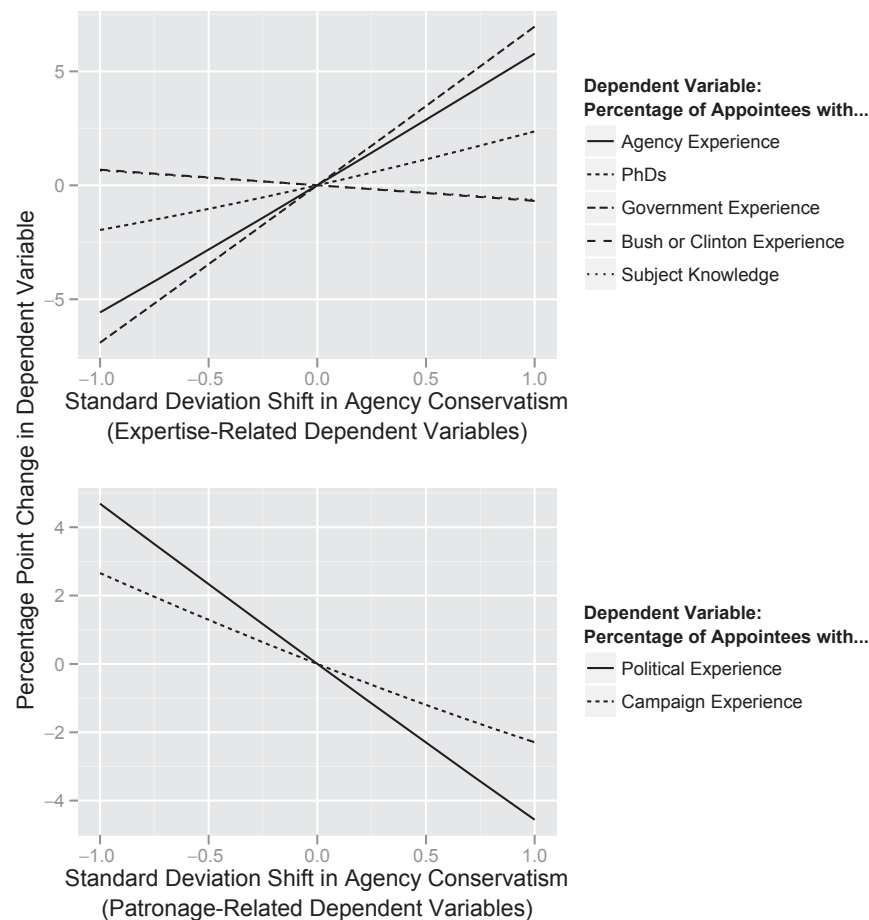 Percentage Point Change in Dependent Variable
5
0
−5
−1.0 −0.5 0.0 0.5 1.0
Standard Deviation Shift in Agency Conservatism
(Expertise-Related Dependent Variables)
Dependent Variable:
Percentage of Appointees with...
Agency Experience
PhDs
Government Experience
Bush or Clinton Experience
Subject Knowledge
4
2
0
−2
−4
−1.0 −0.5 0.0 0.5 1.0
Standard Deviation Shift in Agency Conservatism
(Patronage-Related Dependent Variables)
Dependent Variable:
Percentage of Appointees with...
Political Experience
Campaign Experience